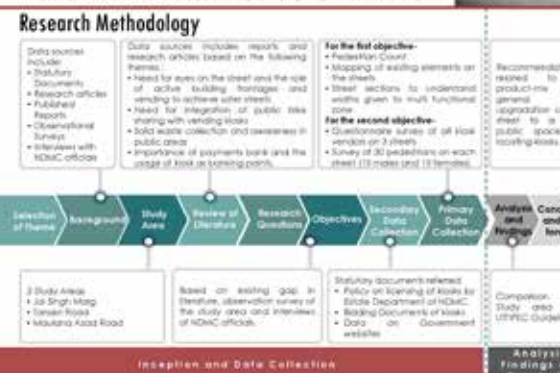 Research Methodology
Data sources
include:
• Statutory
Documents
• Research articles
• Published
Reports
• Observational
Surveys
• Interviews with
NDMC officials
Data sources includes reports and
research articles based on the following
themes:
• Need for eyes on the street and the role
of active building frontages and
vending to achieve safer streets
• Need for integration of public bike
sharing with vending kiosks
• Solid waste collection and awareness in
public areas
• Importance of payments bank and the
usage of kiosk as banking points.
For the first objective-
• Pedestrian Count
• Mapping of existing elements on
the streets
• Street sections to understand
widths given to multi functional
zone
For the second objective-
• Questionnaire survey of all kiosk
vendors on 3 streets
• Survey of 30 pedestrians on each
street (15 males and 15 females)
related to
product-mix
general
upgradation
street to a
public
locating kiosks
Selection
of Theme
Background
Study
Area
Review of
Literature
Research
Questions
Objectives
Secondary
Data
Collection
Primary
Data
Collection
Analysis
and
Findings
3 Study Areas
• Jai Singh Marg
• Tansen Road
• Maulana Azad Road
Based on existing gap in
literature, observation survey of
the study area and interviews
of NDMC officials.
Statutory documents referred
• Policy on licensing of kiosks by
Estate Department of NDMC
• Bidding Documents of kiosks
• Data on Government
websites
Comparison
Study area
UTTIPEC
Inception and Data Collection
Findings